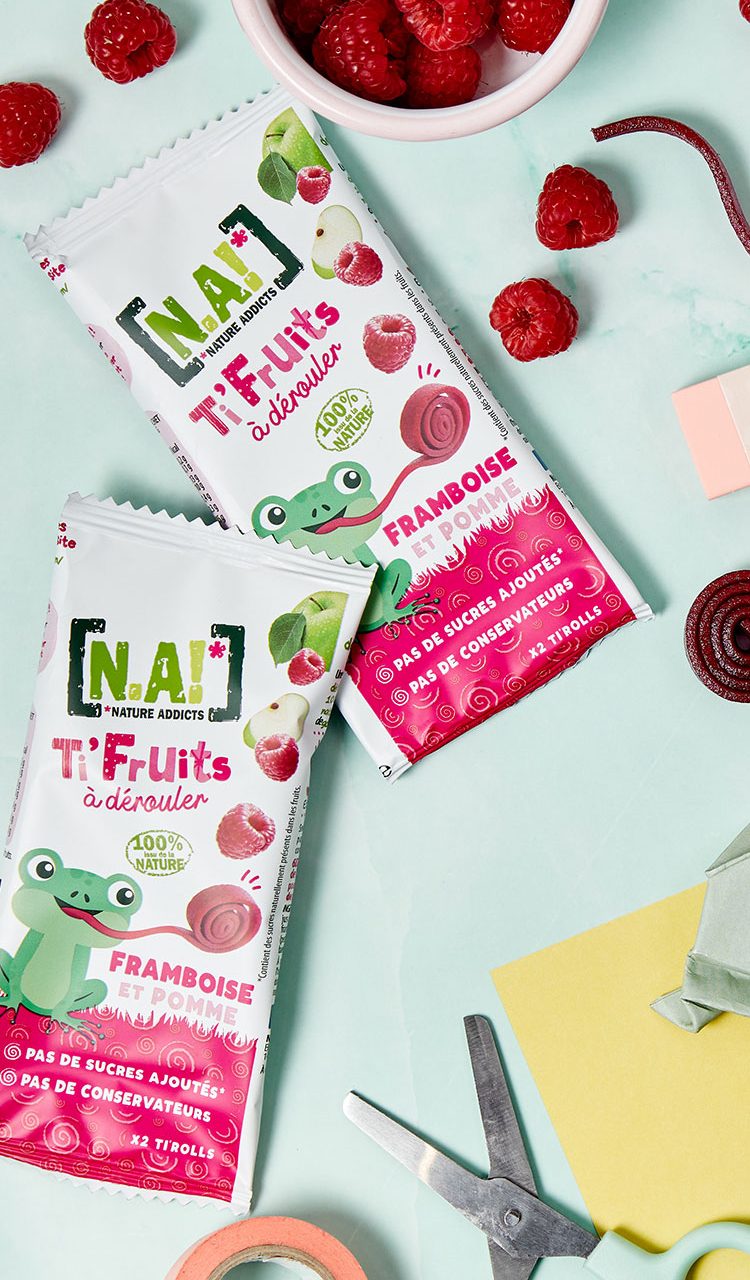 [N.A!*]
*NATURE ADDICTS
Ti'Fruits
à dérouler
100%
issu de la
NATURE
FRAMBOISE
ET POMME
*Contient des sucres naturellement présents dans les fruits.
PAS DE SUCRES AJOUTÉS*
PAS DE CONSERVATEURS
X2 TI'ROLLS
[N.A!*]
*NATURE ADDICTS
Ti'Fruits
à dérouler
100%
issu de la
NATURE
FRAMBOISE
ET POMME
*Contient des sucres naturellement présents dans les fruits.
PAS DE SUCRES AJOUTÉS*
PAS DE CONSERVATEURS
X2 TI'ROLLS